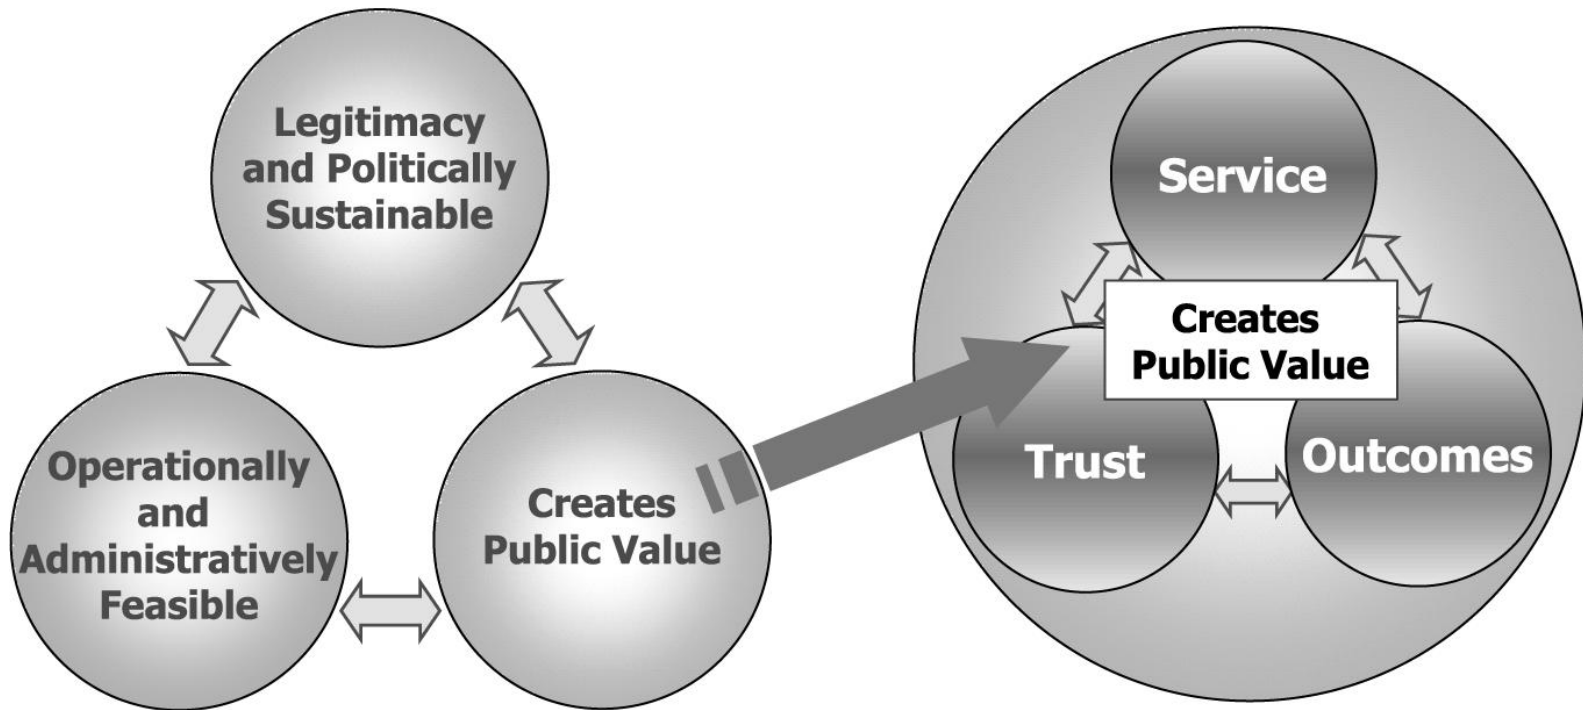 Legitimacy
and Politically
Sustainable
Operationally
and
Administratively
Feasible
Creates
Public Value
Service
Creates
Public Value
Trust
Outcomes